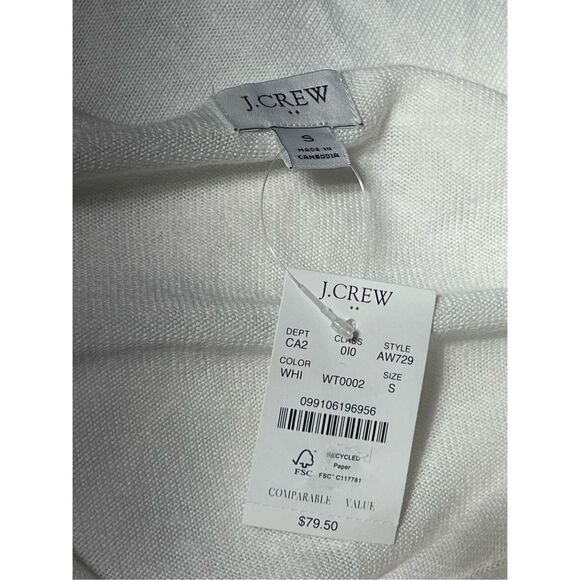 J.CREW
S
MADE IN
CAMBODIA
J.CREW
DEPT CLASS STYLE
CA2 0I0 AW729
COLOR SIZE
WHI WT0002 S
099106196956
FSC
RECYCLED
Paper
FSC® C117781
COMPARABLE VALUE
$79.50